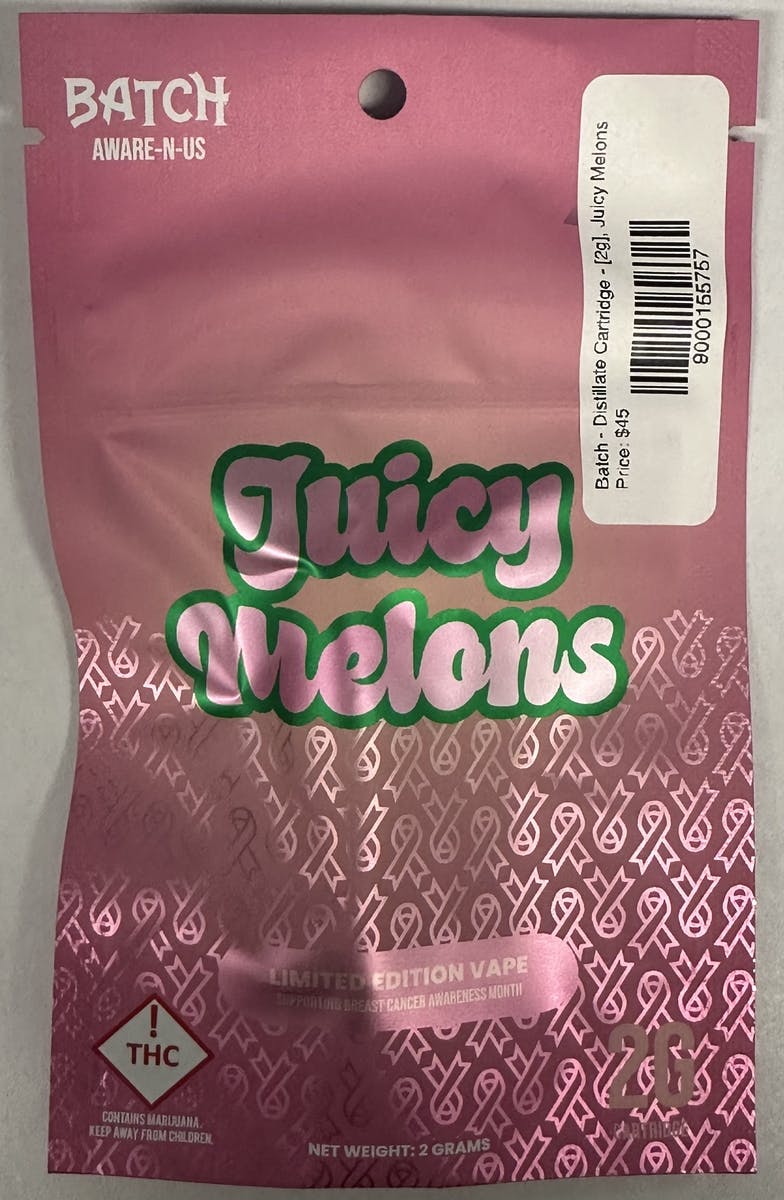 BATCH
AWARE-N-US
Batch - Distillate Cartridge - [2g], Juicy Melons
Price: $45
9000155757
Juicy
Melons
LIMITED EDITION VAPE
SUPPORTING BREAST CANCER AWARENESS MONTH
!
THC
CONTAINS MARIJUANA.
KEEP AWAY FROM CHILDREN.
NET WEIGHT: 2 GRAMS
2G
CARTRIDGE